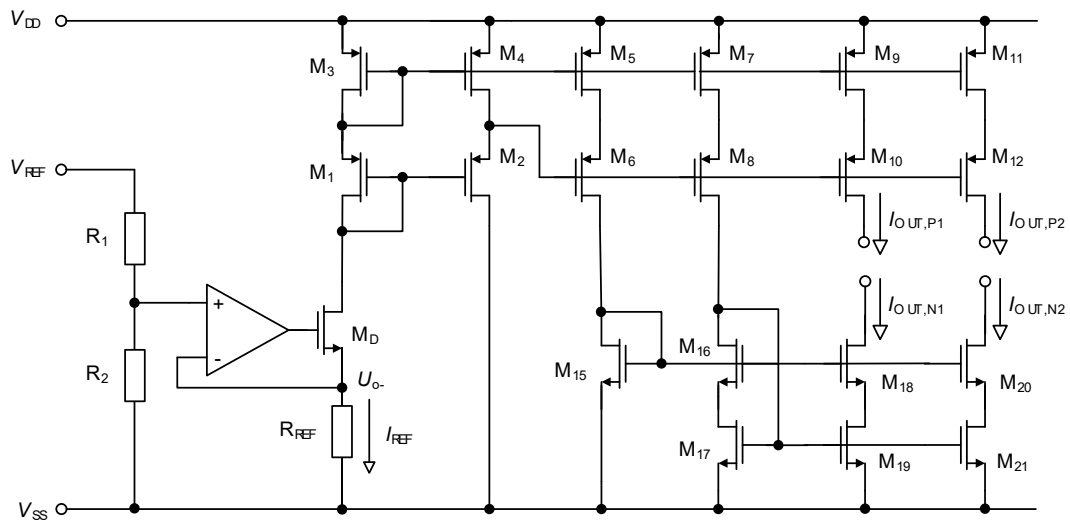 VDD
M3 M4 M5 M7 M9 M11
VREF
M1 M2 M6 M8 M10 M12
IOUT,P1 IOUT,P2
R1
+
-
MD
IOUT,N1 IOUT,N2
R2
Uo-
M15 M16 M18 M20
RREF IREF
M17 M19 M21
VSS